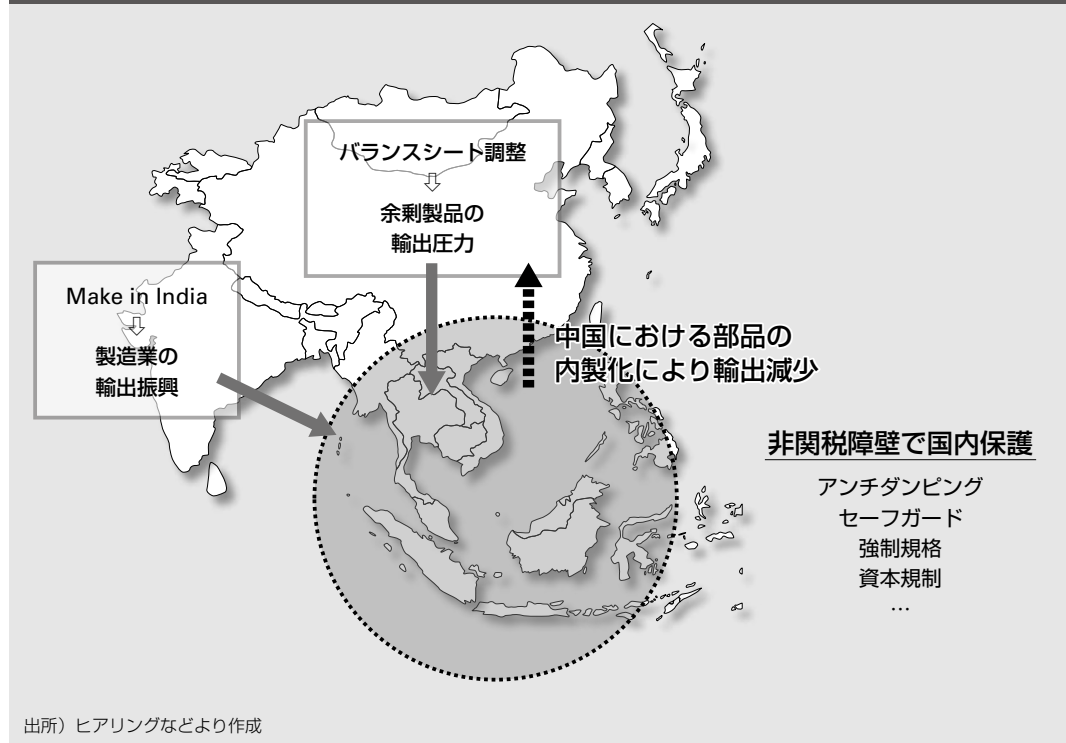 バランスシート調整
⇩
余剰製品の
輸出圧力
Make in India
⇩
製造業の
輸出振興
中国における部品の
内製化により輸出減少
非関税障壁で国内保護
アンチダンピング
セーフガード
強制規格
資本規制
…
出所）ヒアリングなどより作成